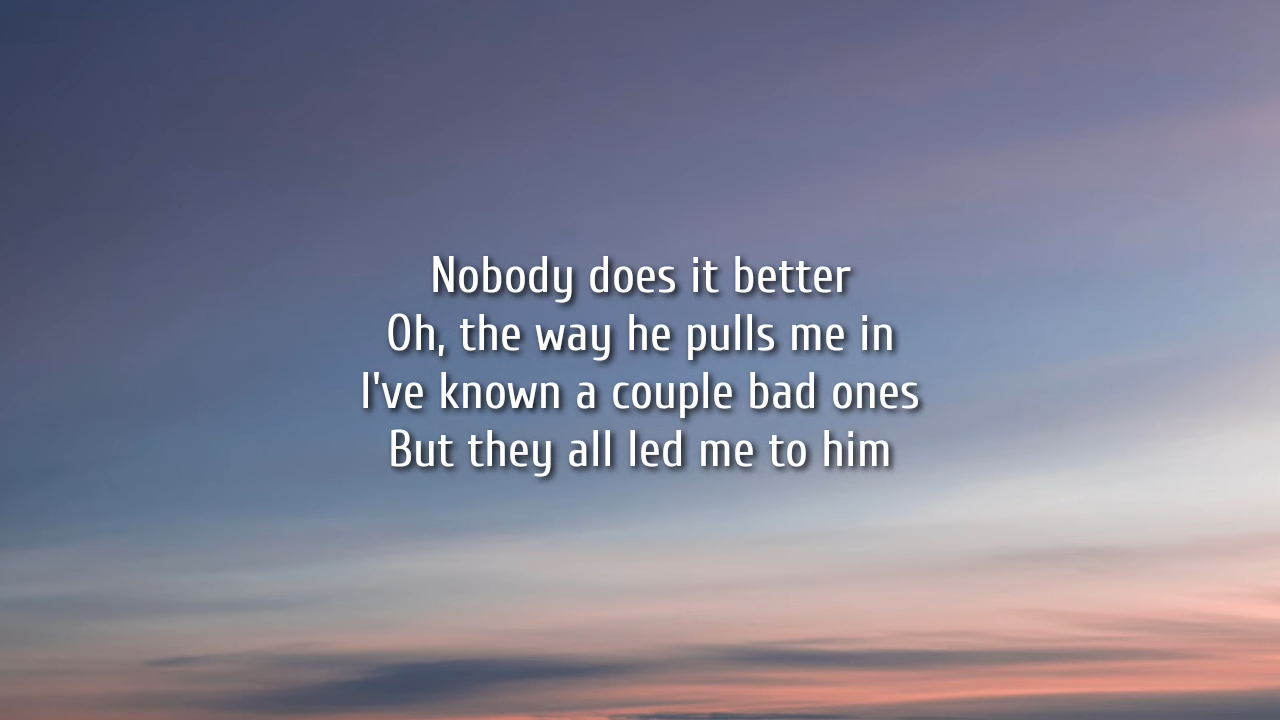 Nobody does it better
Oh, the way he pulls me in
I've known a couple bad ones
But they all led me to him